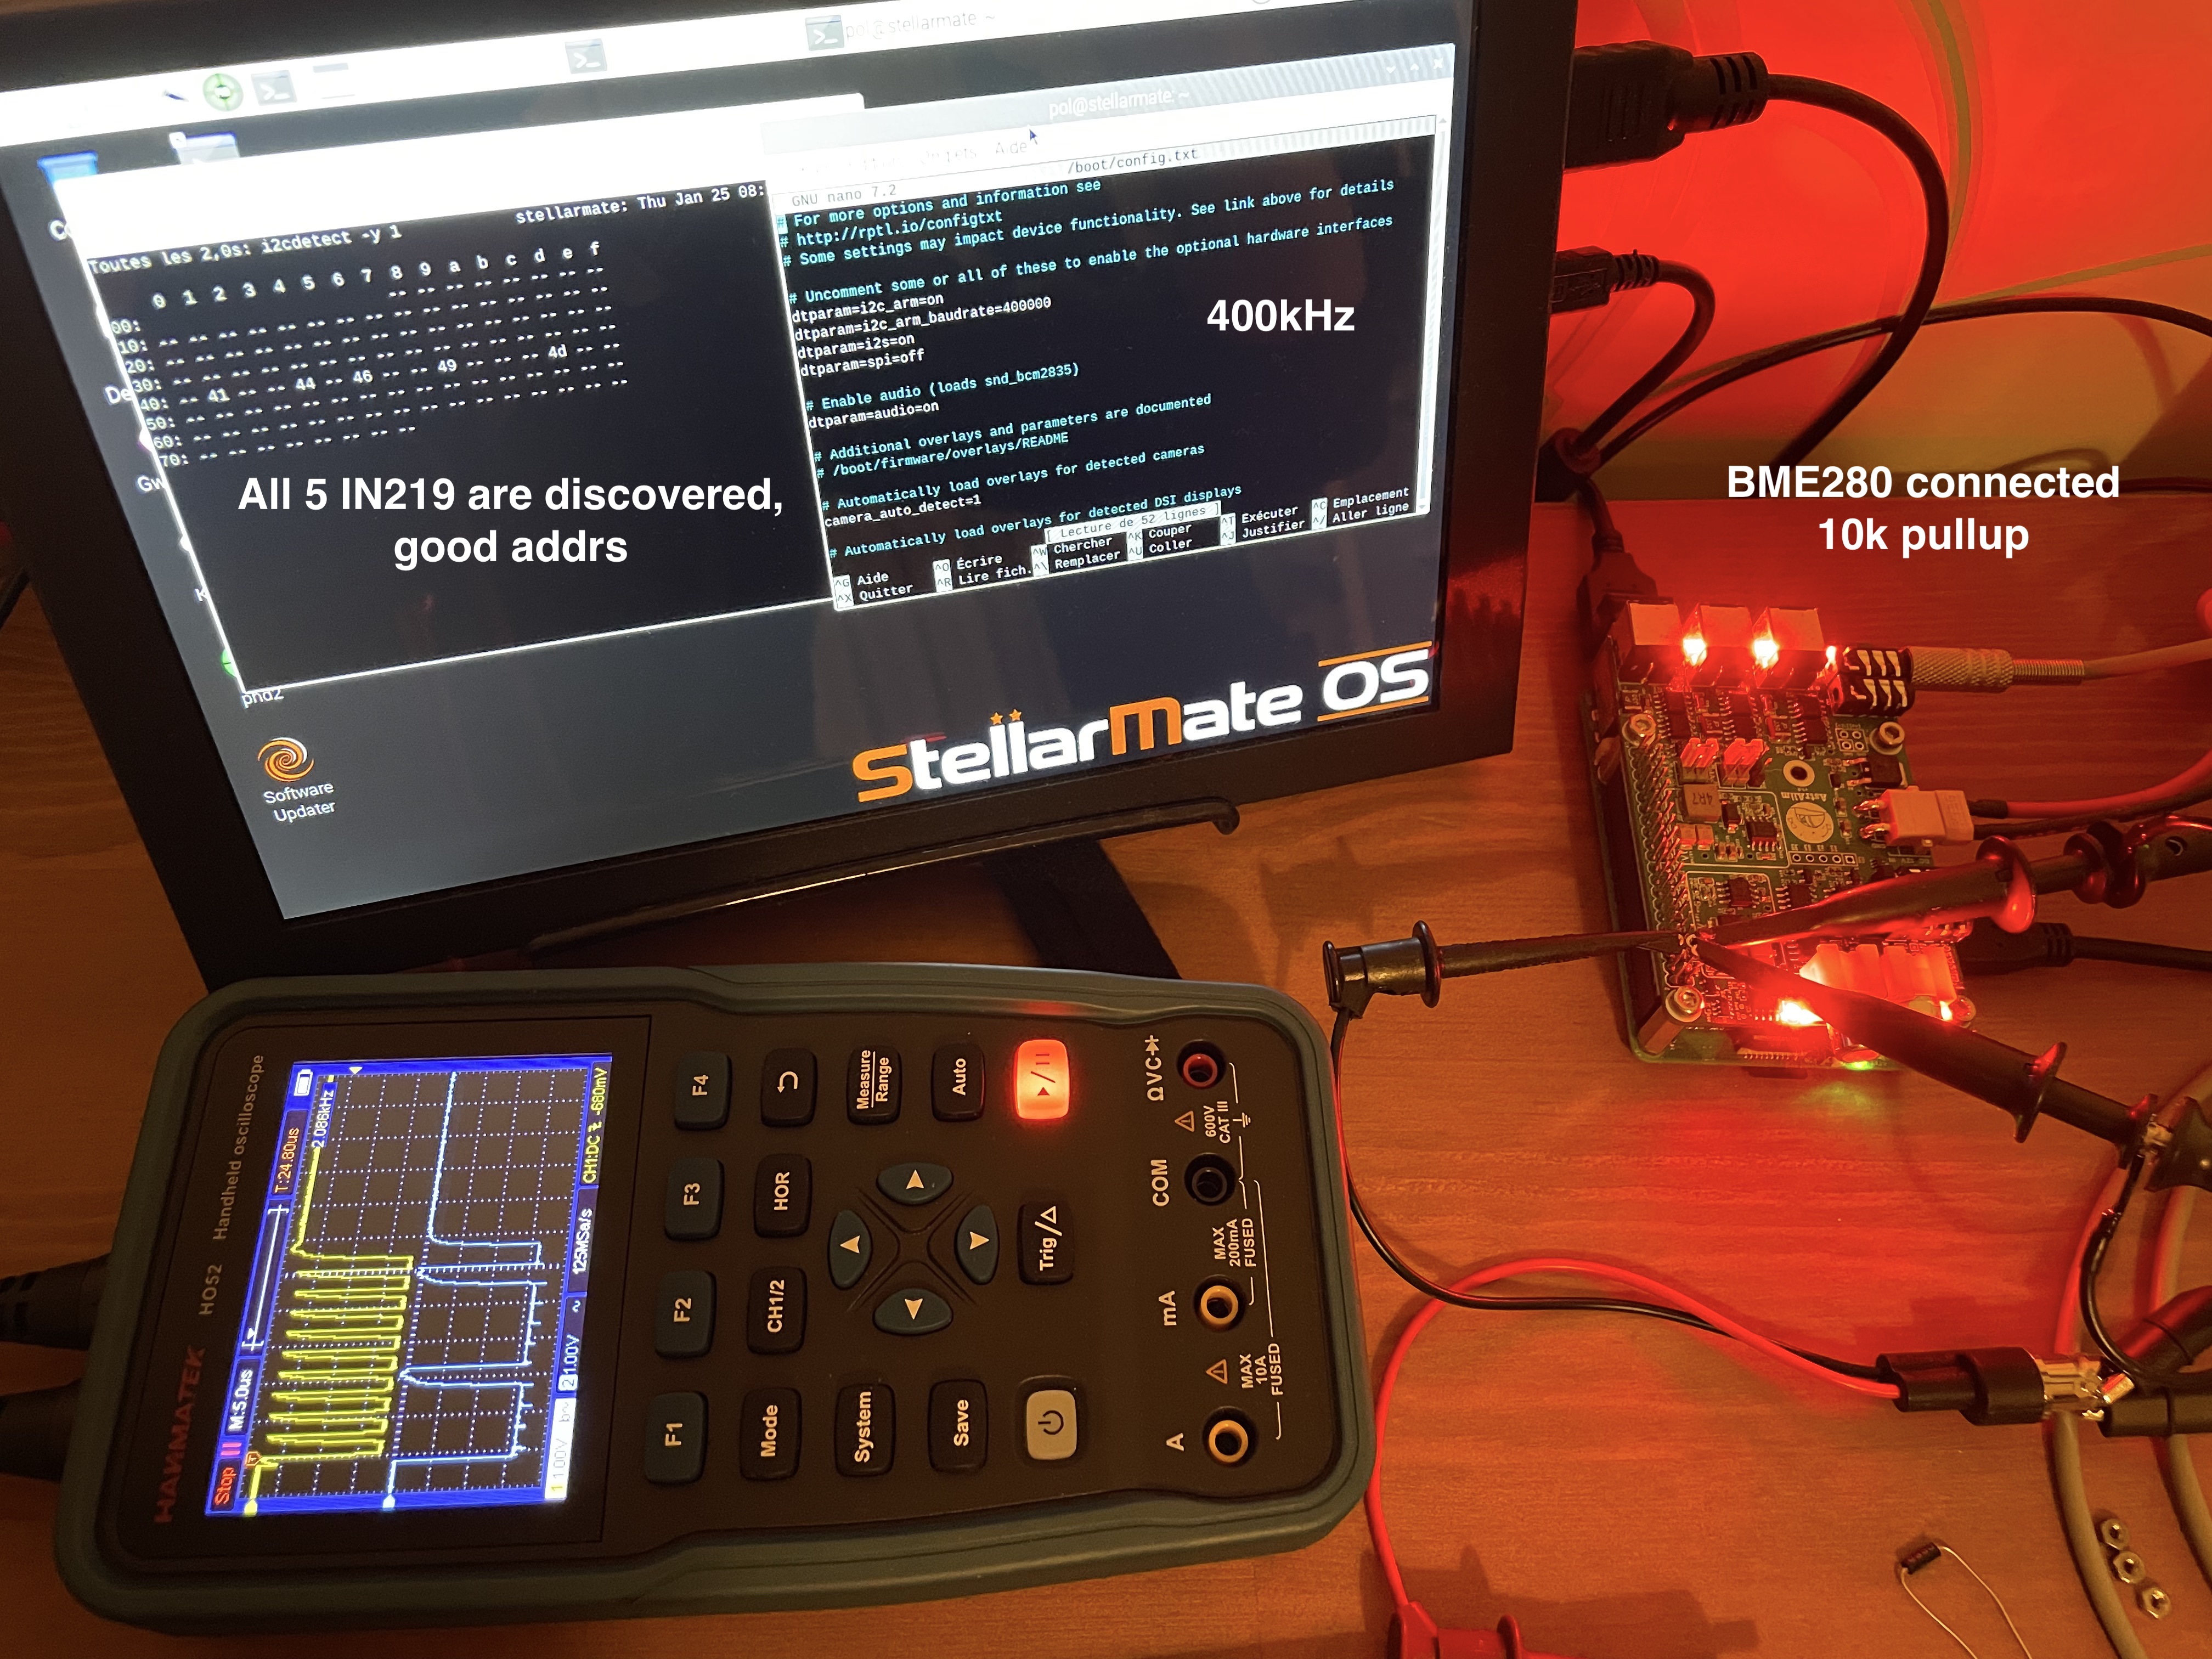 pol@stellarmate ~
pol@stellarmate: ~
stellarmate: Thu Jan 25 08:
Toutes les 2,0s: i2cdetect -y 1
0 1 2 3 4 5 6 7 8 9 a b c d e f
00: -- -- -- -- -- -- -- --
10: -- -- -- -- -- -- -- -- -- -- -- -- -- -- -- --
20: -- -- -- -- -- -- -- -- -- -- -- -- -- -- -- --
30: -- -- -- -- -- -- -- -- -- -- -- -- -- -- -- --
40: -- 41 -- -- 44 -- 46 -- -- 49 -- -- -- 4d -- --
50: -- -- -- -- -- -- -- -- -- -- -- -- -- -- -- --
60: -- -- -- -- -- -- -- -- -- -- -- -- -- -- -- --
70: -- -- -- -- -- -- -- --
All 5 IN219 are discovered,
good addrs
GNU nano 7.2
/boot/config.txt
# For more options and information see
# http://rptl.io/configtxt
# Some settings may impact device functionality. See link above for details
# Uncomment some or all of these to enable the optional hardware interfaces
dtparam=i2c_arm=on
dtparam=i2c_arm_baudrate=400000
dtparam=i2s=on
dtparam=spi=off
400kHz
# Enable audio (loads snd_bcm2835)
dtparam=audio=on
# Additional overlays and parameters are documented
# /boot/firmware/overlays/README
# Automatically load overlays for detected cameras
camera_auto_detect=1
# Automatically load overlays for detected DSI displays
[ Lecture de 52 lignes ]
^G Aide
^O Écrire
^W Chercher
^K Couper
^T Exécuter
^C Emplacement
^X Quitter
^R Lire fich.
^\ Remplacer
^U Coller
^J Justifier
^/ Aller ligne
BME280 connected
10k pullup
phd2
Software
Updater
StellarMate OS
4R7
AstrAlim
HANMATEK
HOS2
Handheld oscilloscope
Stop
M:5.0us
T:24.80us
2.086kHz
1.00V
2 1.00V
125MSa/s
CH1:DC
-680mV
F1
F2
F3
F4
Mode
CH1/2
HOR
System
Measure
Range
Save
Auto
Trig/Δ
A
mA
COM
ΩVC
MAX
10A
FUSED
MAX
200mA
FUSED
600V
CAT III